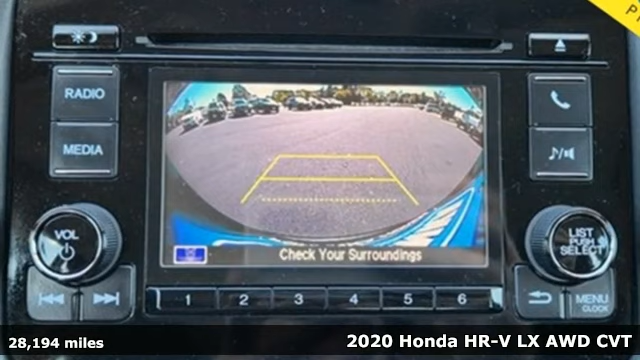 RADIO
MEDIA
VOL
LIST
PUSH
SELECT
MENU
CLOCK
Check Your Surroundings
1 2 3 4 5 6
28,194 miles
2020 Honda HR-V LX AWD CVT